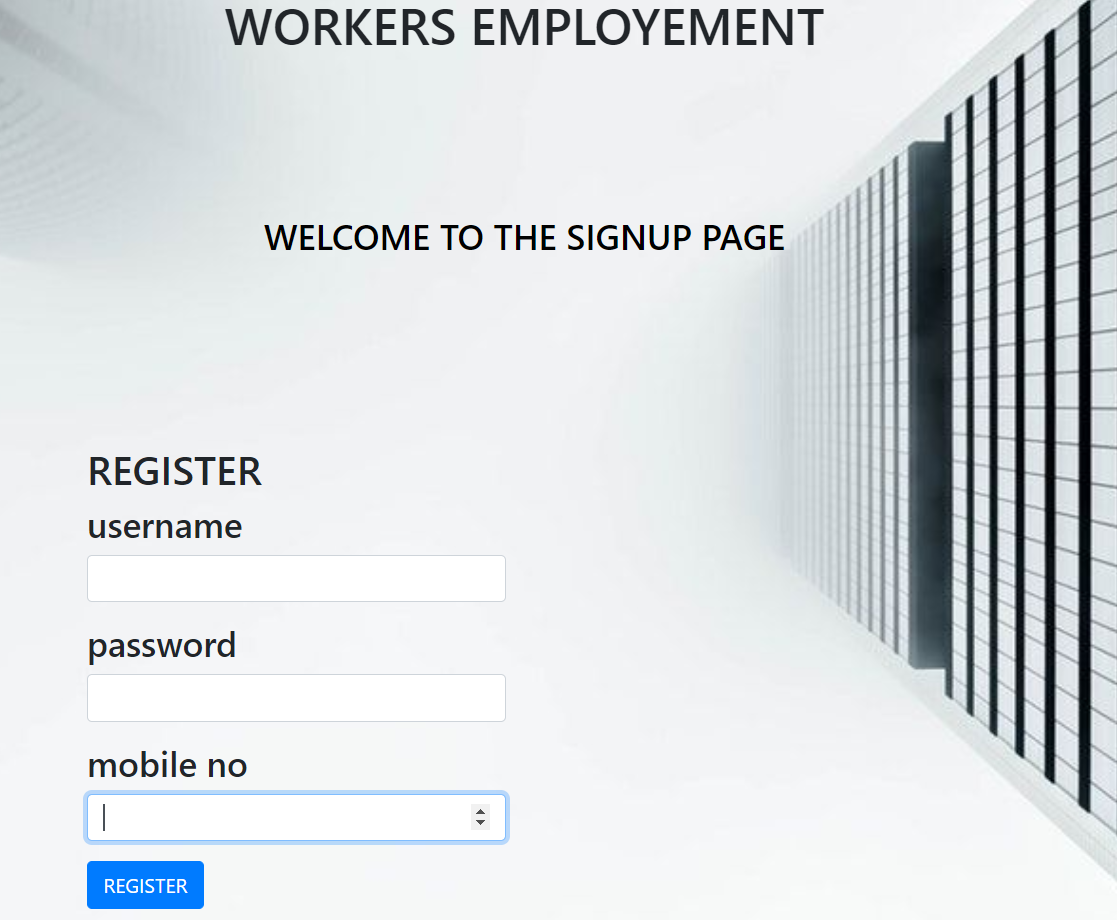 WORKERS EMPLOYEMENT
WELCOME TO THE SIGNUP PAGE
REGISTER
username
password
mobile no
REGISTER